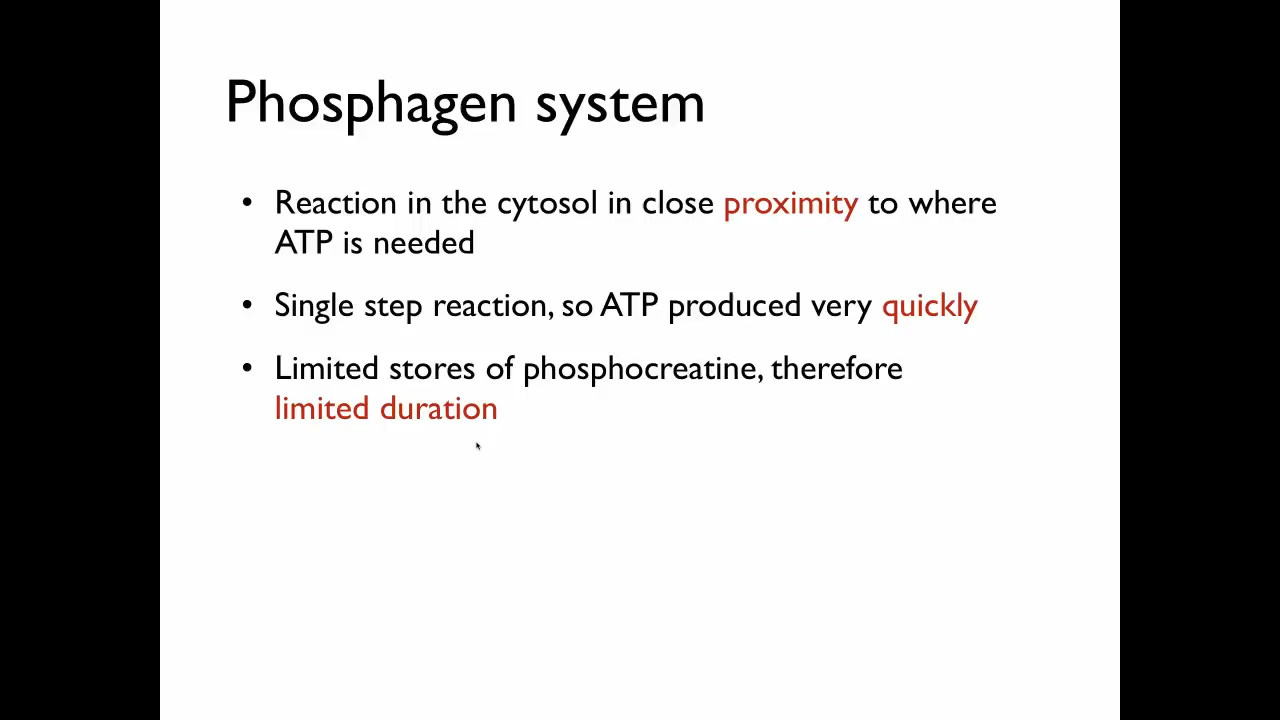 Phosphagen system
• Reaction in the cytosol in close proximity to where
ATP is needed
• Single step reaction, so ATP produced very quickly
• Limited stores of phosphocreatine, therefore
limited duration